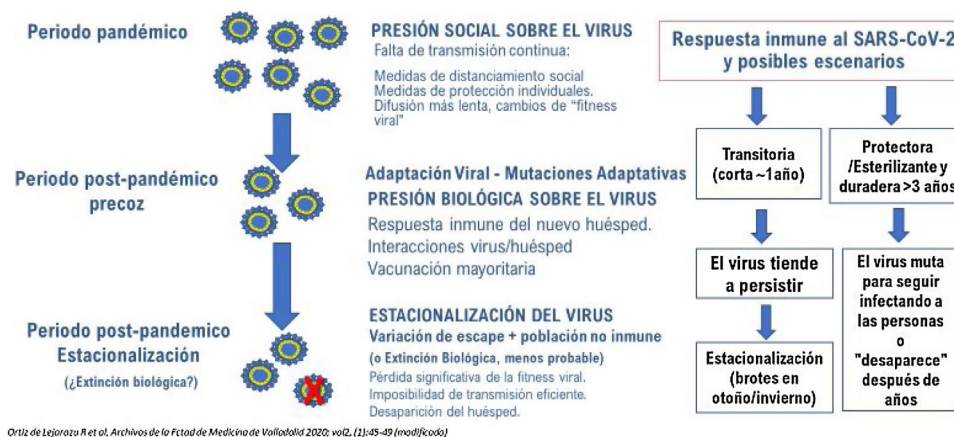 Periodo pandémico
PRESIÓN SOCIAL SOBRE EL VIRUS
Falta de transmisión continua:
Medidas de distanciamiento social
Medidas de protección individuales.
Difusión más lenta, cambios de "fitness
viral"
Periodo post-pandémico
precoz
Adaptación Viral - Mutaciones Adaptativas
PRESIÓN BIOLÓGICA SOBRE EL VIRUS
Respuesta inmune del nuevo huésped.
Interacciones virus/huésped
Vacunación mayoritaria
Periodo post-pandemico
Estacionalización
(¿Extinción biológica?)
ESTACIONALIZACIÓN DEL VIRUS
Variación de escape + población no inmune
(o Extinción Biológica, menos probable)
Pérdida significativa de la fitness viral.
Imposibilidad de transmisión eficiente.
Desaparición del huésped.
Respuesta inmune al SARS-CoV-2
y posibles escenarios
Transitoria
(corta ~1año)
El virus tiende
a persistir
Estacionalización
(brotes en
otoño/invierno)
Protectora
/Esterilizante y
duradera >3 años
El virus muta
para seguir
infectando a
las personas
o
"desaparece"
después de
años
Ortiz de Lejarazu R et al, Archivos de la Fctad de Medicina de Valladolid 2020; vol2, (1):45-49 (modificado)